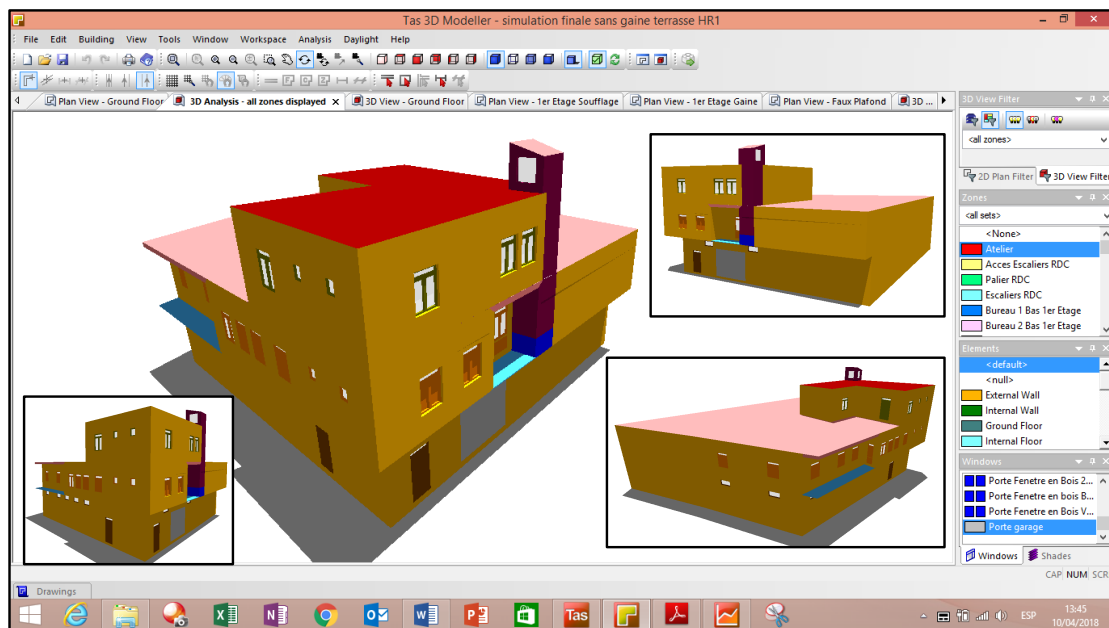 Tas 3D Modeller - simulation finale sans gaine terrasse HR1
File Edit Building View Tools Window Workspace Analysis Daylight Help
Plan View - Ground Floor 3D Analysis - all zones displayed 3D View - Ground Floor Plan View - 1er Etage Soufflage Plan View - 1er Etage Gaine Plan View - Faux Plafond 3D ...
3D View Filter
<all zones>
2D Plan Filter 3D View Filter
Zones
<all sets>
<None>
Atelier
Acces Escaliers RDC
Palier RDC
Escaliers RDC
Bureau 1 Bas 1er Etage
Bureau 2 Bas 1er Etage
Elements
<default>
<null>
External Wall
Internal Wall
Ground Floor
Internal Floor
Windows
Porte Fenetre en Bois 2...
Porte Fenetre en bois B...
Porte Fenetre en Bois V...
Porte garage
Windows Shades
CAP NUM SCR
Drawings
Tas
ESP
13:45
10/04/2018